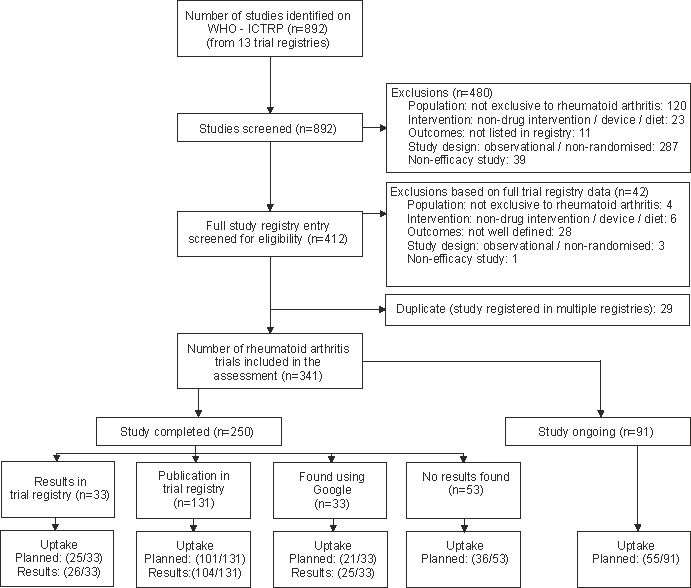 Number of studies identified on
WHO - ICTRP (n=892)
(from 13 trial registries)
Studies screened (n=892)
Exclusions (n=480)
Population: not exclusive to rheumatoid arthritis: 120
Intervention: non-drug intervention / device / diet: 23
Outcomes: not listed in registry: 11
Study design: observational / non-randomised: 287
Non-efficacy study: 39
Full study registry entry
screened for eligibility (n=412)
Exclusions based on full trial registry data (n=42)
Population: not exclusive to rheumatoid arthritis: 4
Intervention: non-drug intervention / device / diet: 6
Outcomes: not well defined: 28
Study design: observational / non-randomised: 3
Non-efficacy study: 1
Duplicate (study registered in multiple registries): 29
Number of rheumatoid arthritis
trials included in the
assessment (n=341)
Study completed (n=250)
Study ongoing (n=91)
Results in
trial registry
(n=33)
Publication in
trial registry
(n=131)
Found using
Google
(n=33)
No results found
(n=53)
Uptake
Planned: (25/33)
Results: (26/33)
Uptake
Planned: (101/131)
Results:(104/131)
Uptake
Planned: (21/33)
Results: (25/33)
Uptake
Planned: (36/53)
Uptake
Planned: (55/91)